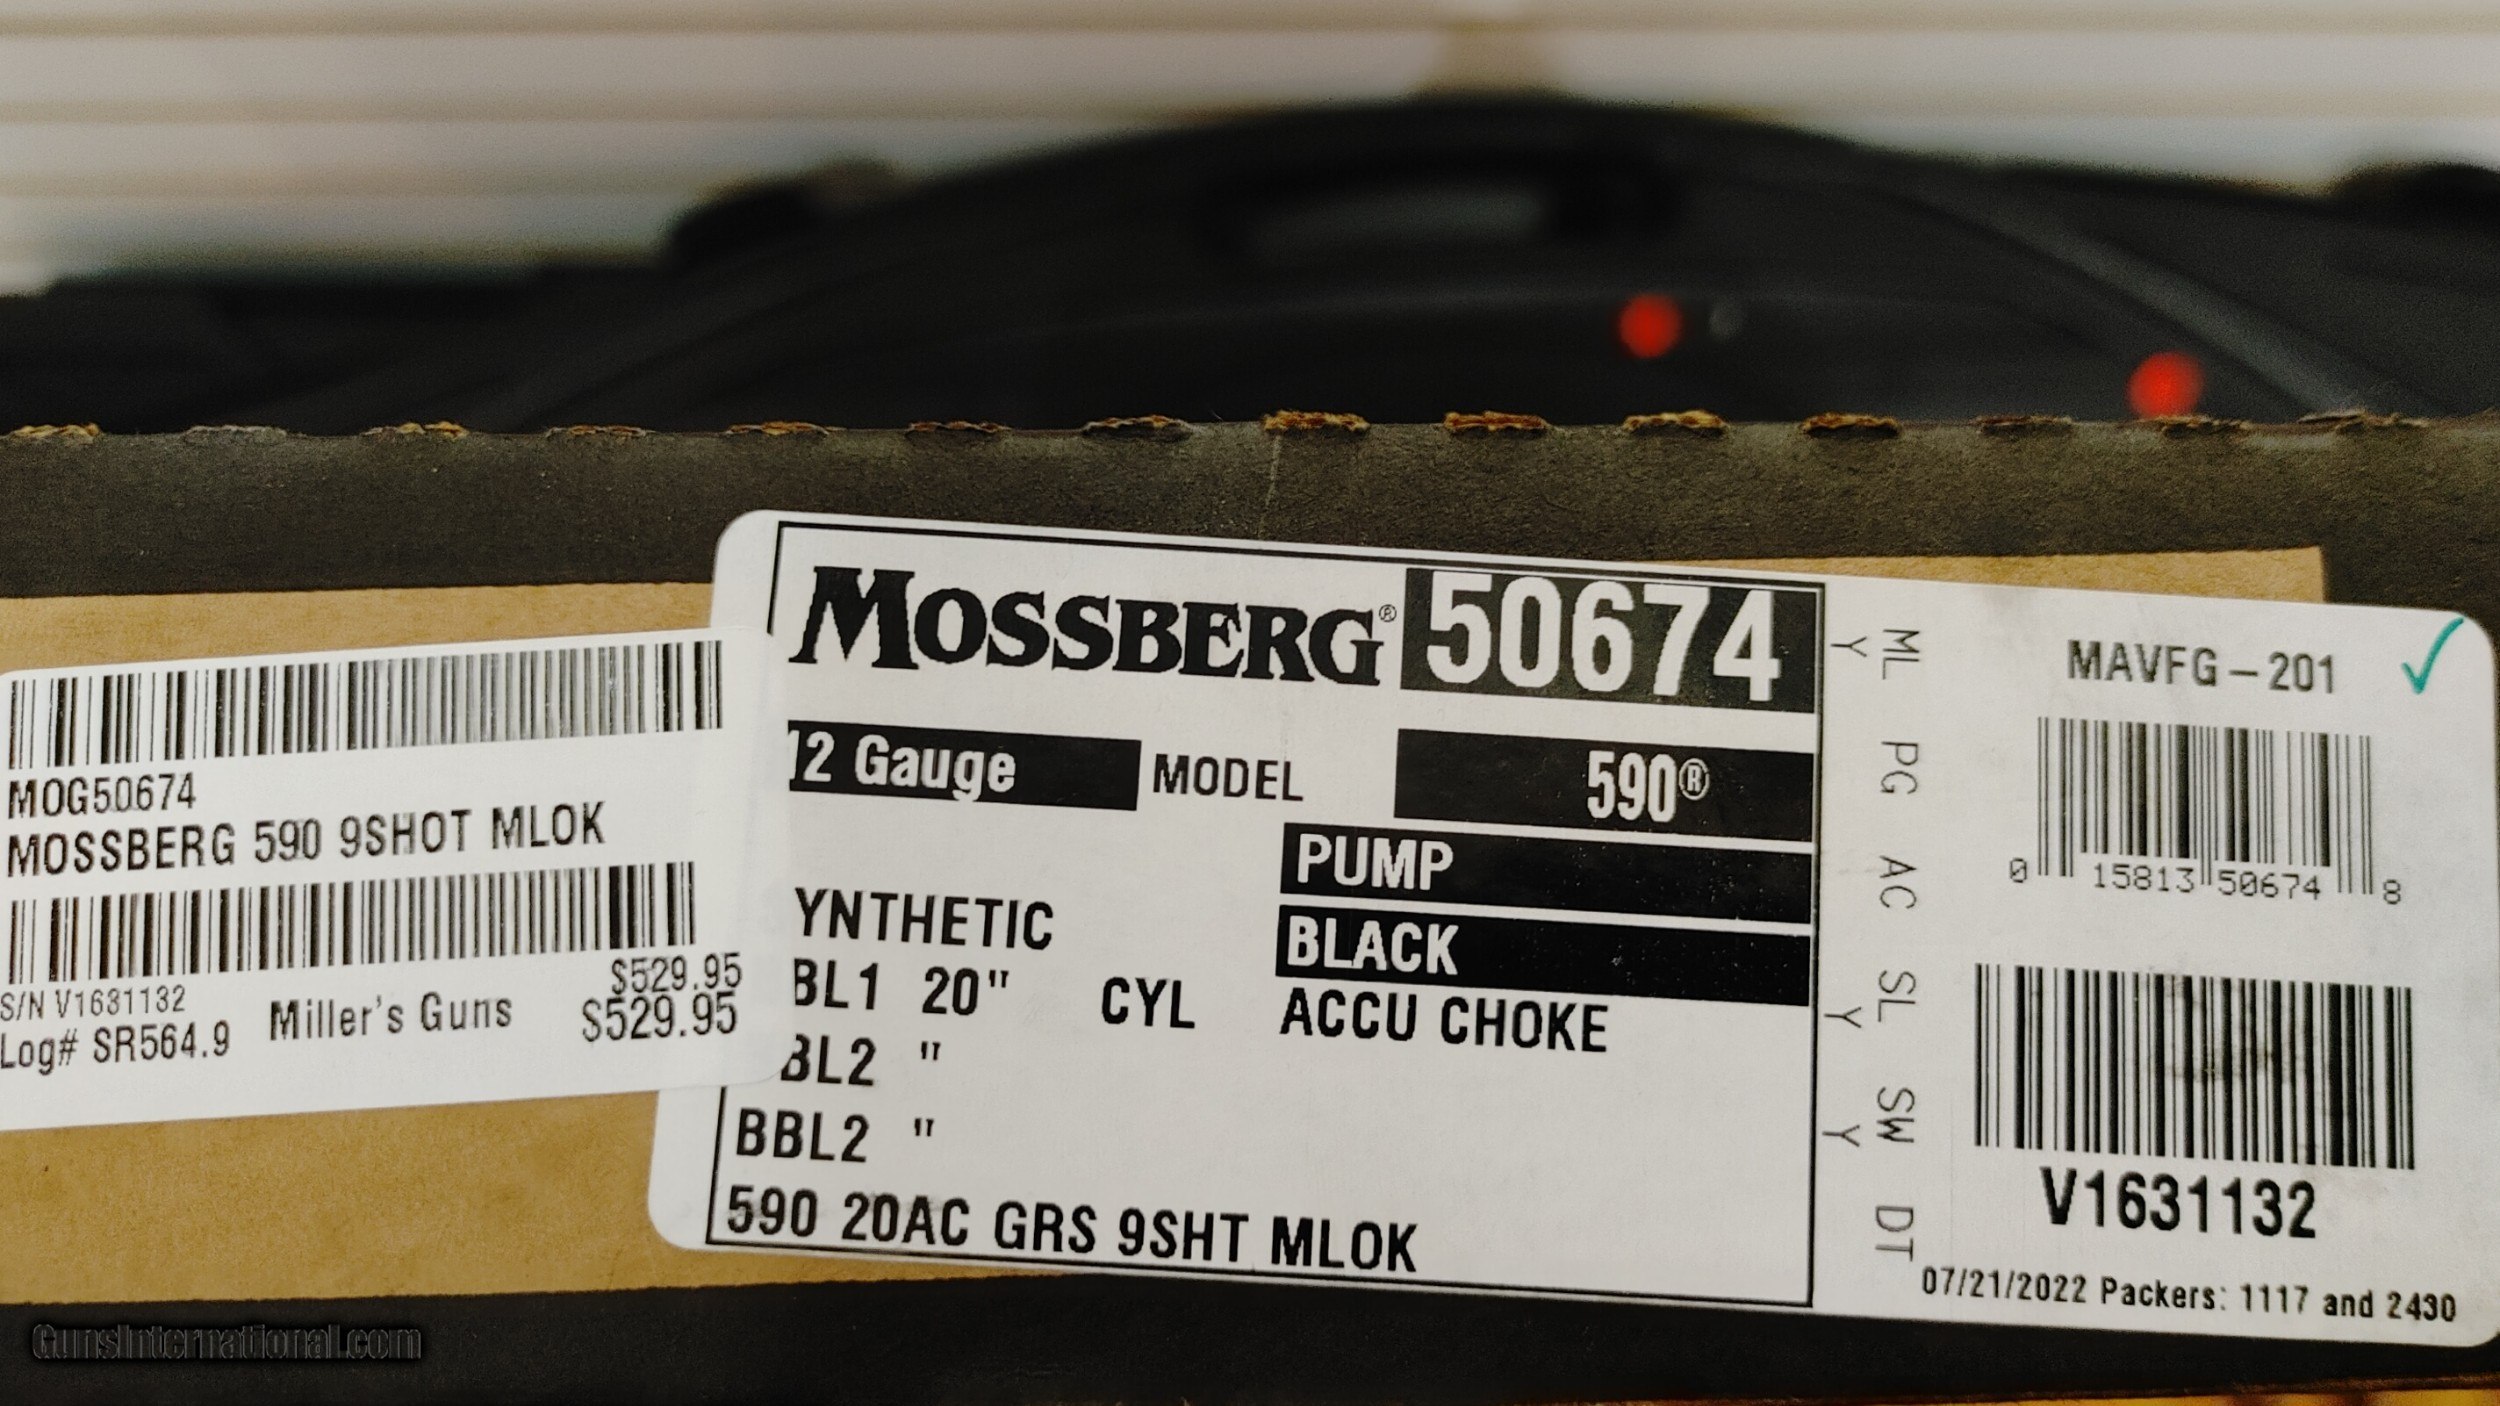 MOG50674
MOSSBERG 590 9SHOT MLOK
$529.95
S/N V1631132
Log# SR564.9 Miller's Guns $529.95
MOSSBERG® 50674
12 Gauge MODEL 590®
PUMP
YNTHETIC BLACK
BL1 20" CYL ACCU CHOKE
BL2 "
BBL2 "
590 20AC GRS 9SHT MLOK
ML PG AC SL SW DT
Y Y Y
MAVFG-201
0 15813 50674 8
V1631132
07/21/2022 Packers: 1117 and 2430
GunsInternational.com